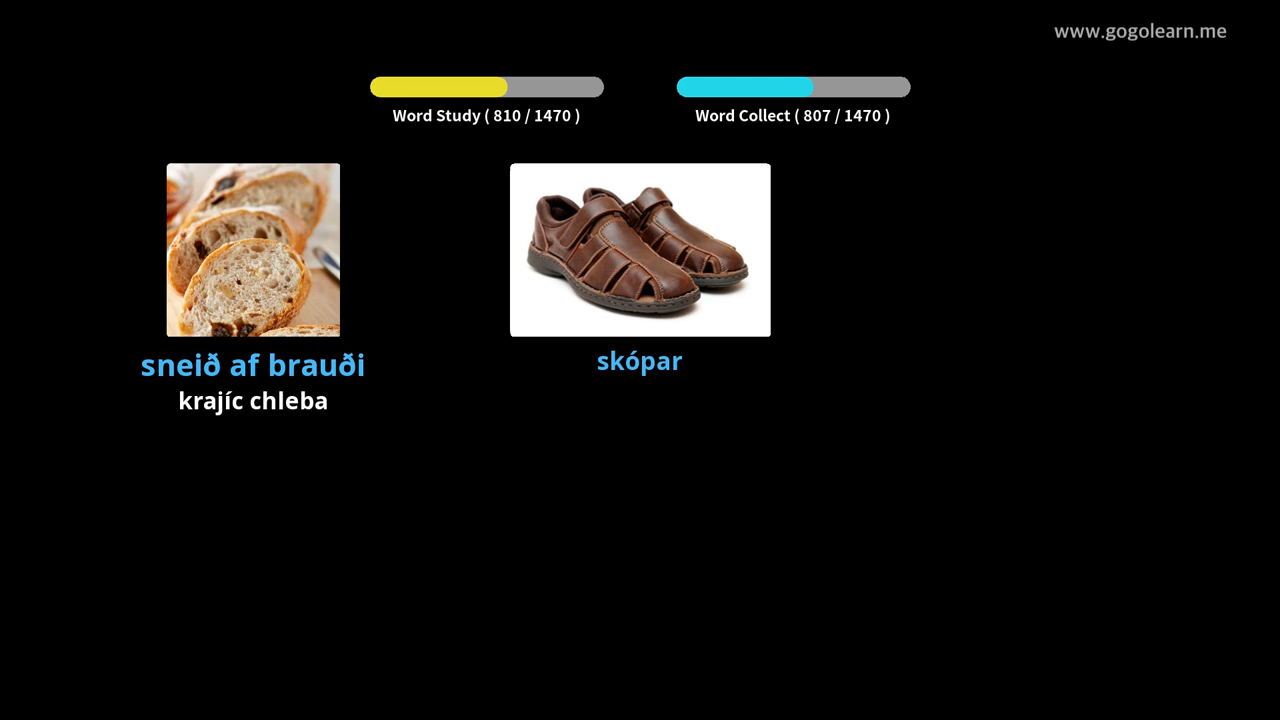 www.gogolearn.me
Word Study ( 810 / 1470 )
Word Collect ( 807 / 1470 )
sneið af brauði
krajíc chleba
skópar